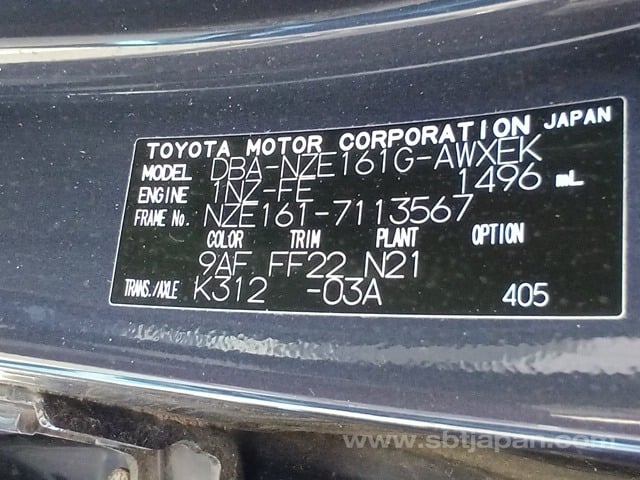 TOYOTA MOTOR CORPORATION JAPAN
MODEL DBA-NZE161G-AWXEK
ENGINE 1NZ-FE 1496 mL
FRAME No. NZE161-7113567
COLOR TRIM PLANT OPTION
9AF FF22 N21
TRANS./AXLE K312 -03A 405
www.sbtjapan.com